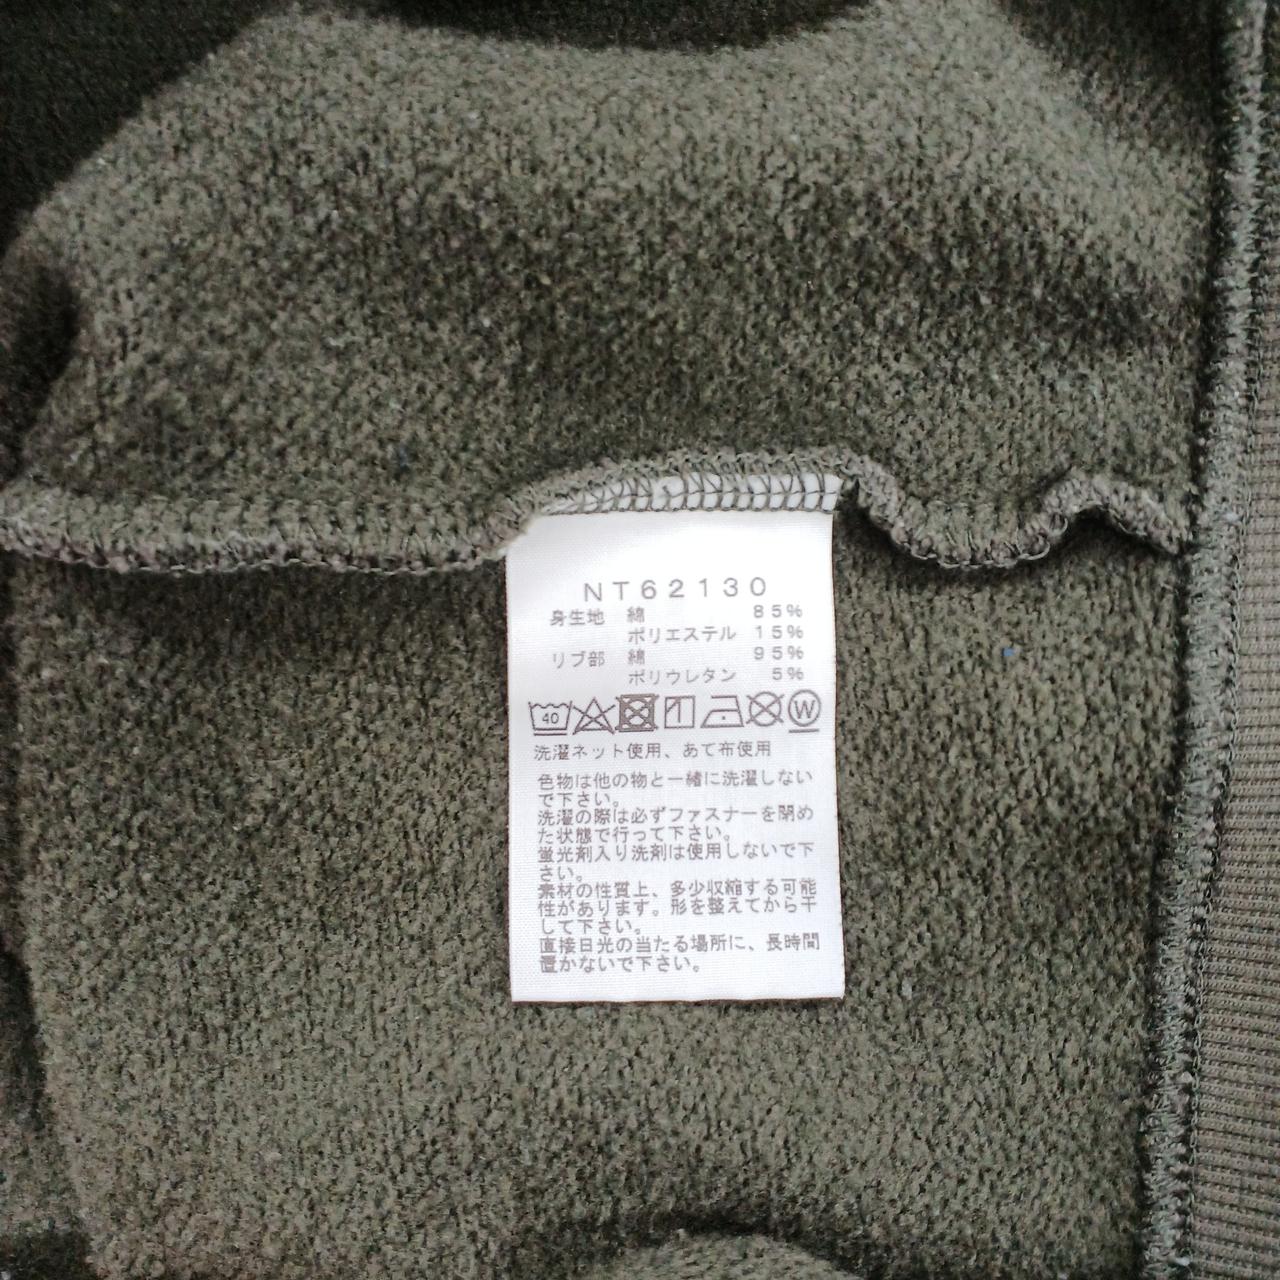 NT62130
身生地 綿 85%
ポリエステル 15%
リブ部 綿 95%
ポリウレタン 5%
40 W
洗濯ネット使用、あて布使用
色物は他の物と一緒に洗濯しない
で下さい。
洗濯の際は必ずファスナーを閉め
た状態で行って下さい。
蛍光剤入り洗剤は使用しないで下
さい。
素材の性質上、多少収縮する可能
性があります。形を整えてから干
して下さい。
直接日光の当たる場所に、長時間
置かないで下さい。